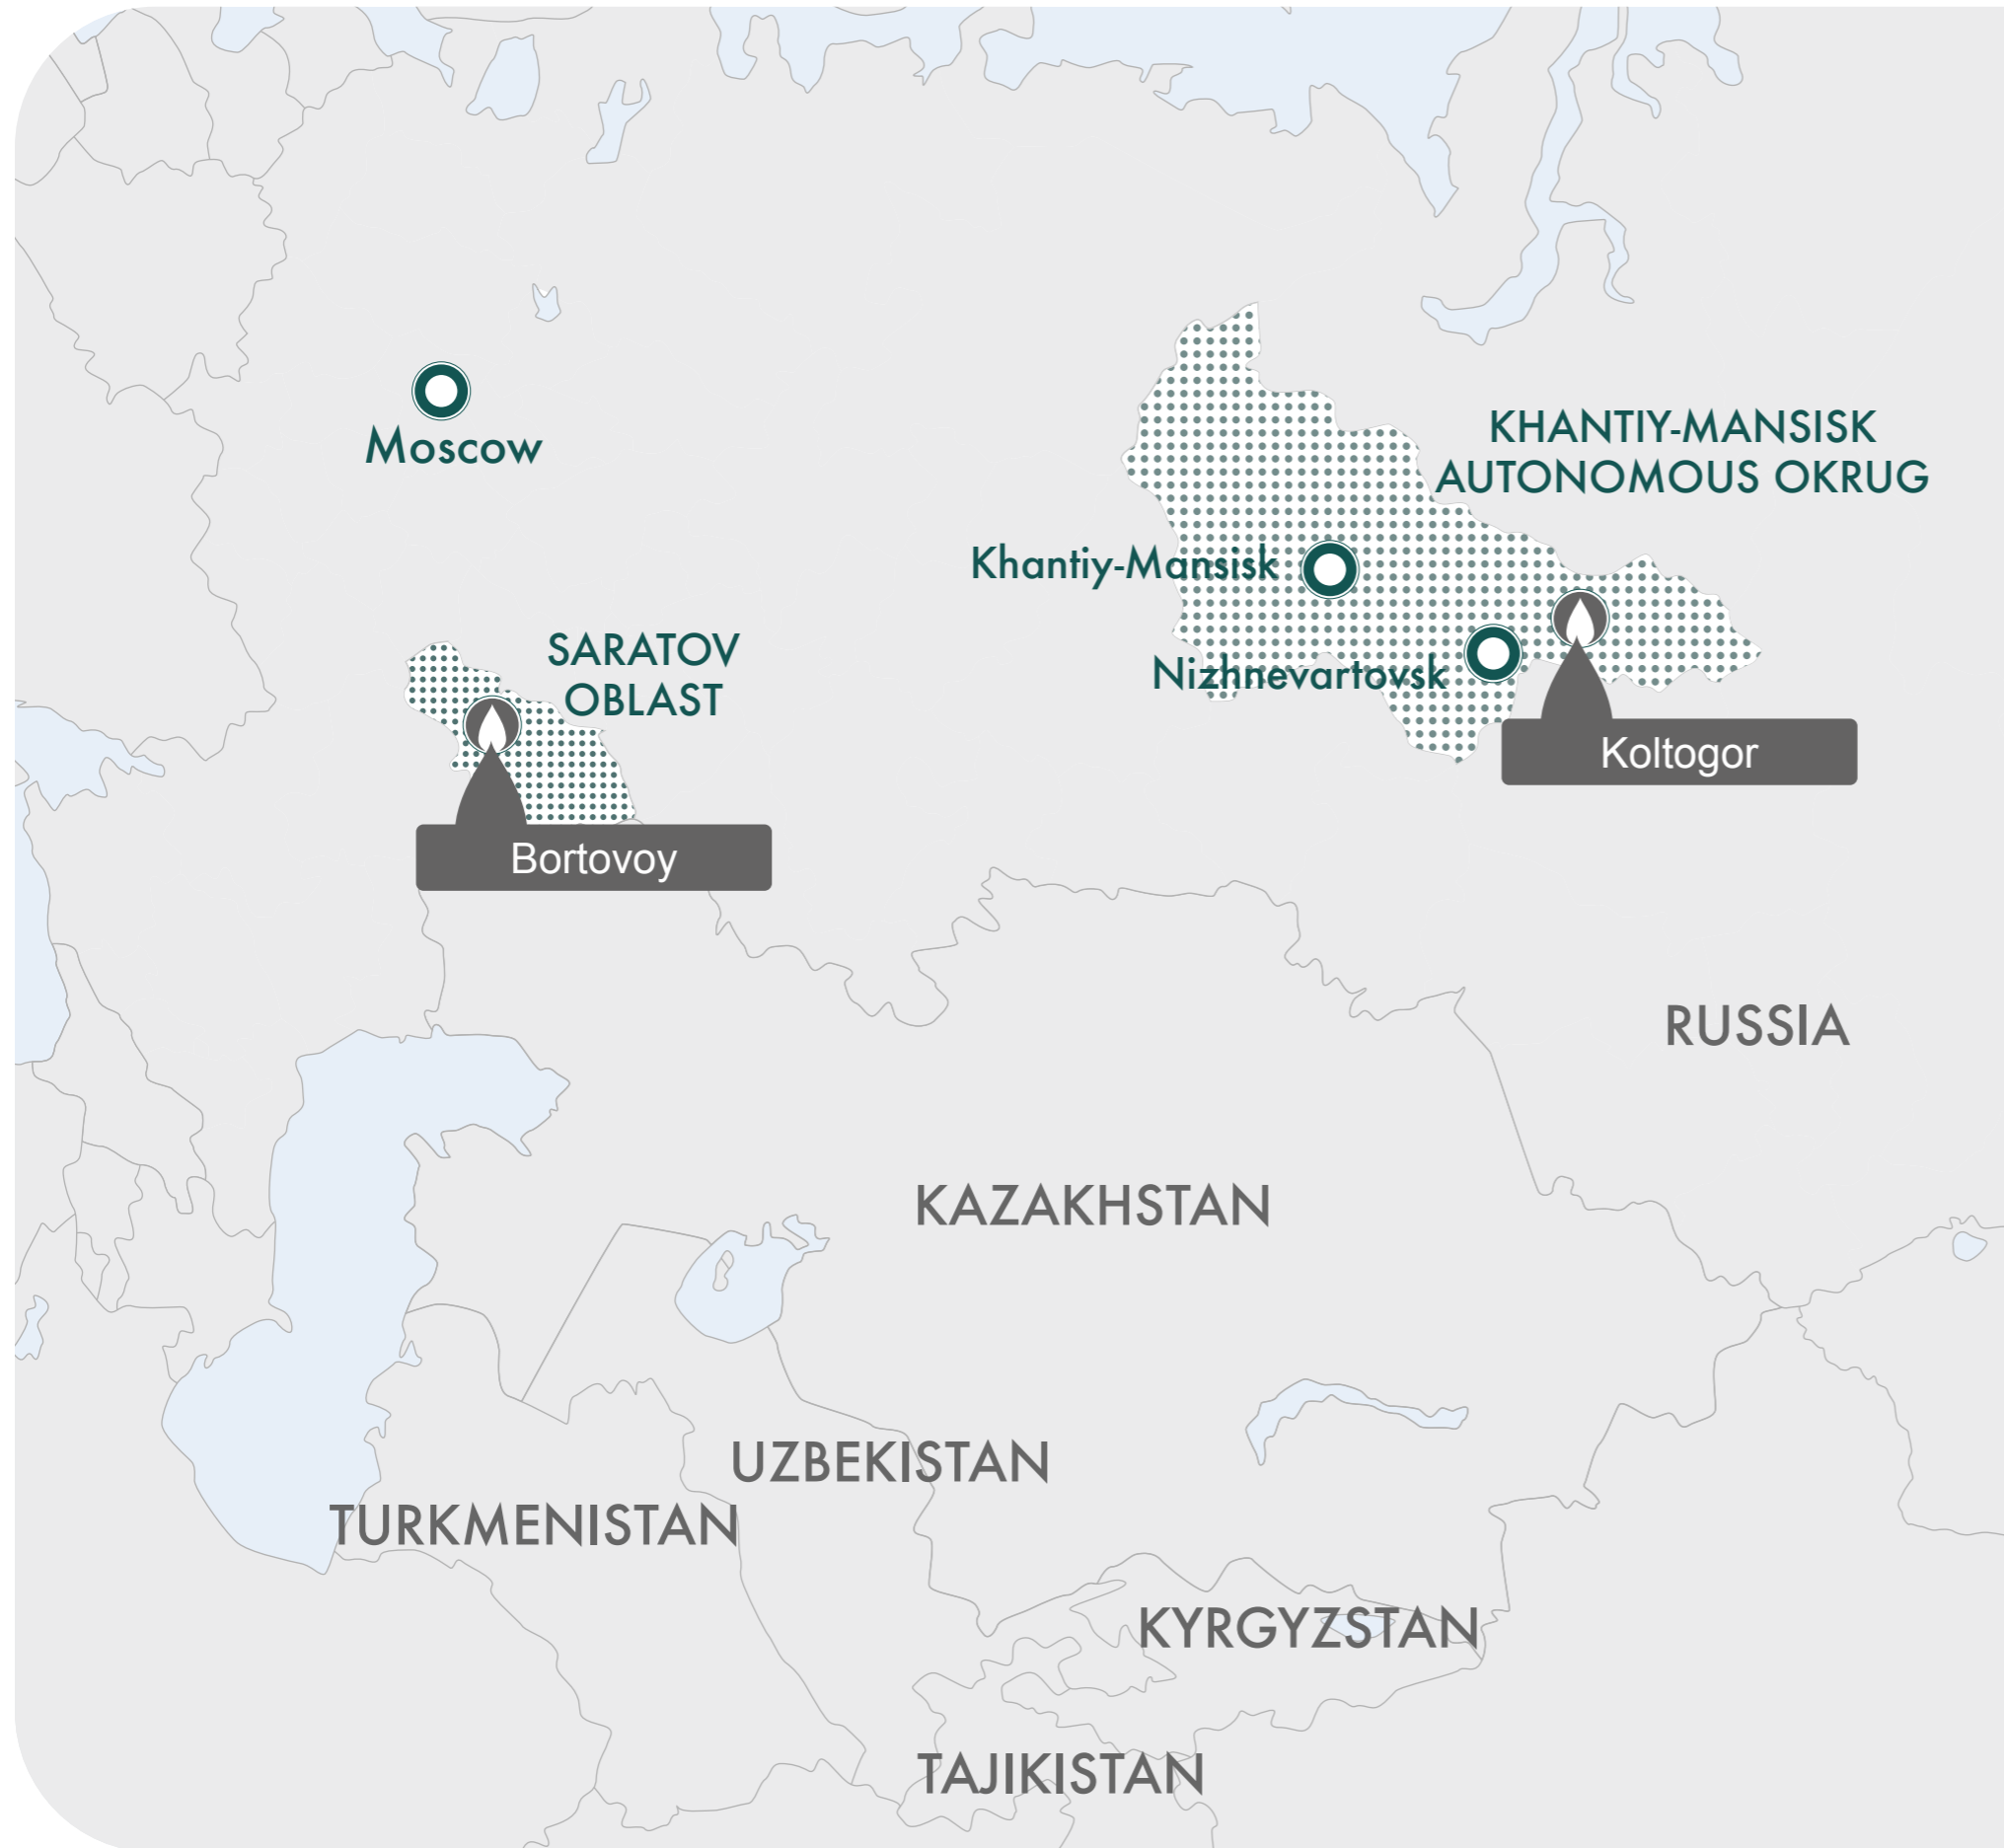 Moscow
KHANTIY-MANSISK
AUTONOMOUS OKRUG
Khantiy-Mansisk
Nizhnevartovsk
SARATOV
OBLAST
Koltogor
Bortovoy
RUSSIA
KAZAKHSTAN
UZBEKISTAN
TURKMENISTAN
KYRGYZSTAN
TAJIKISTAN